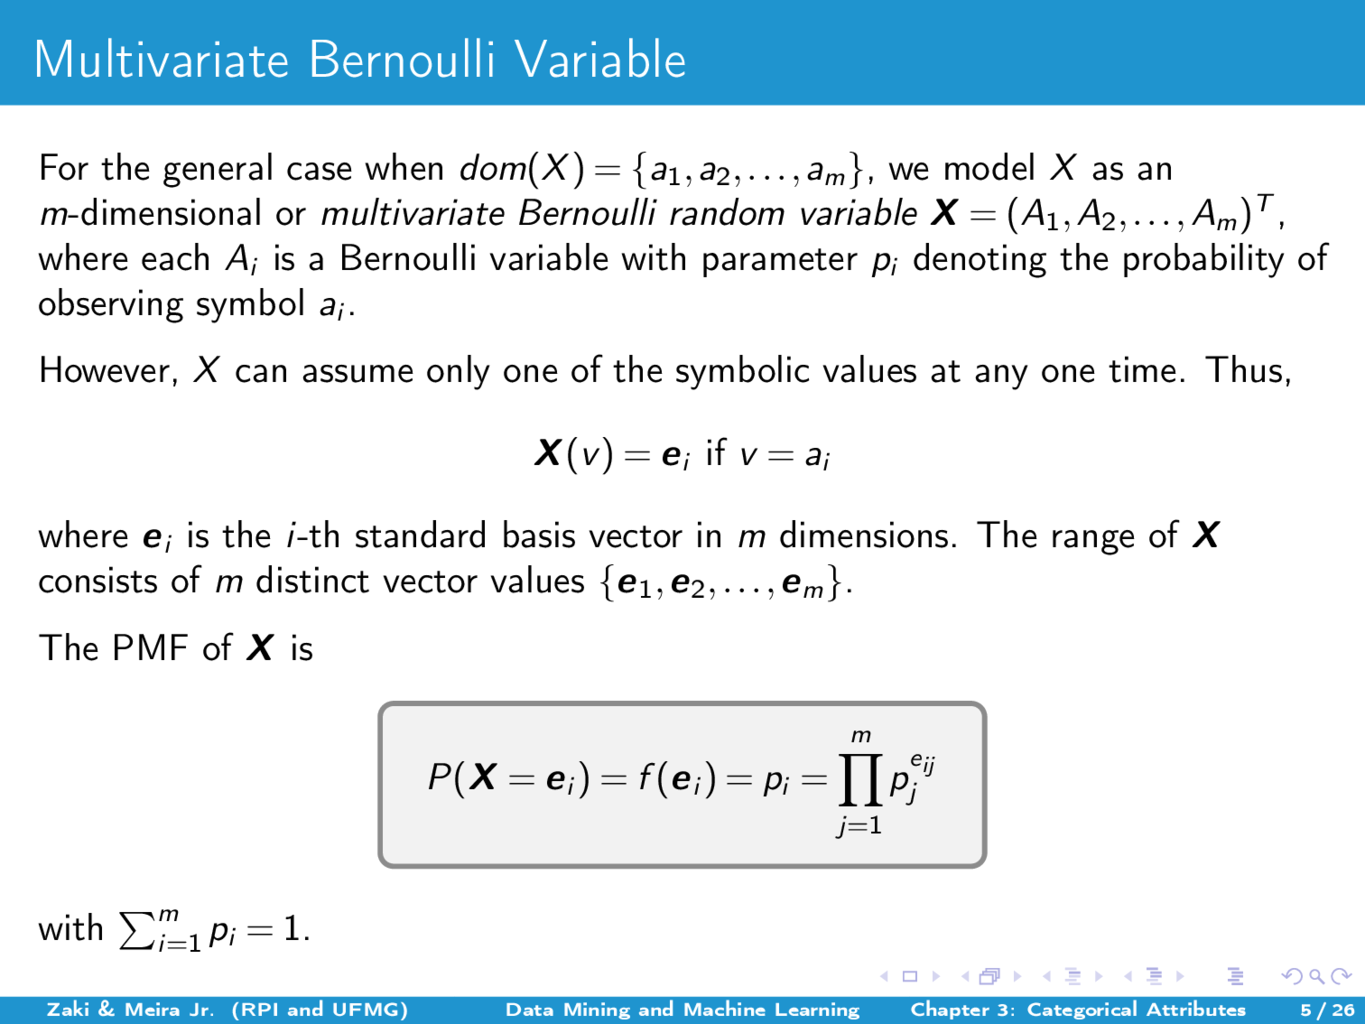 Multivariate Bernoulli Variable
For the general case when dom(X) = {a₁, a₂, . . . , aₘ}, we model X as an
m-dimensional or multivariate Bernoulli random variable X = (A₁, A₂, . . . , Aₘ)ᵀ,
where each Aᵢ is a Bernoulli variable with parameter pᵢ denoting the probability of
observing symbol aᵢ.
However, X can assume only one of the symbolic values at any one time. Thus,
X(v) = eᵢ if v = aᵢ
where eᵢ is the i-th standard basis vector in m dimensions. The range of X
consists of m distinct vector values {e₁, e₂, . . . , eₘ}.
The PMF of X is
P(X = eᵢ) = f(eᵢ) = pᵢ = ∏_{j=1}^{m} p_j^{e_{ij}}
with ∑_{i=1}^{m} pᵢ = 1.
Zaki & Meira Jr. (RPI and UFMG) Data Mining and Machine Learning Chapter 3: Categorical Attributes 5 / 26